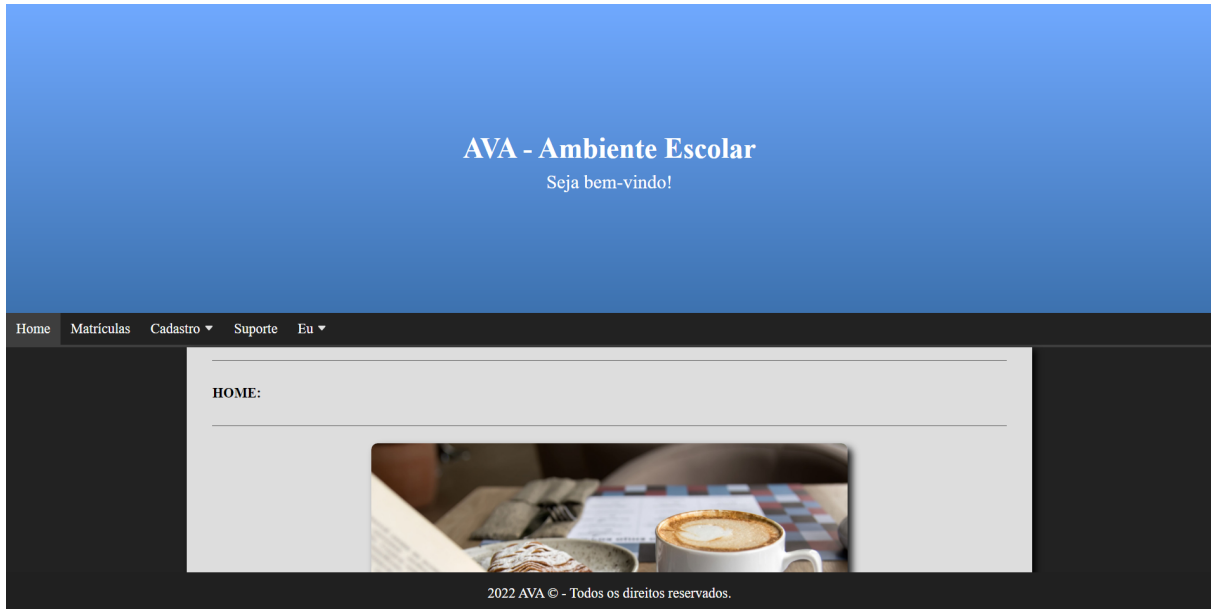 AVA - Ambiente Escolar
Seja bem-vindo!
Home Matrículas Cadastro Suporte Eu
HOME:
2022 AVA © - Todos os direitos reservados.